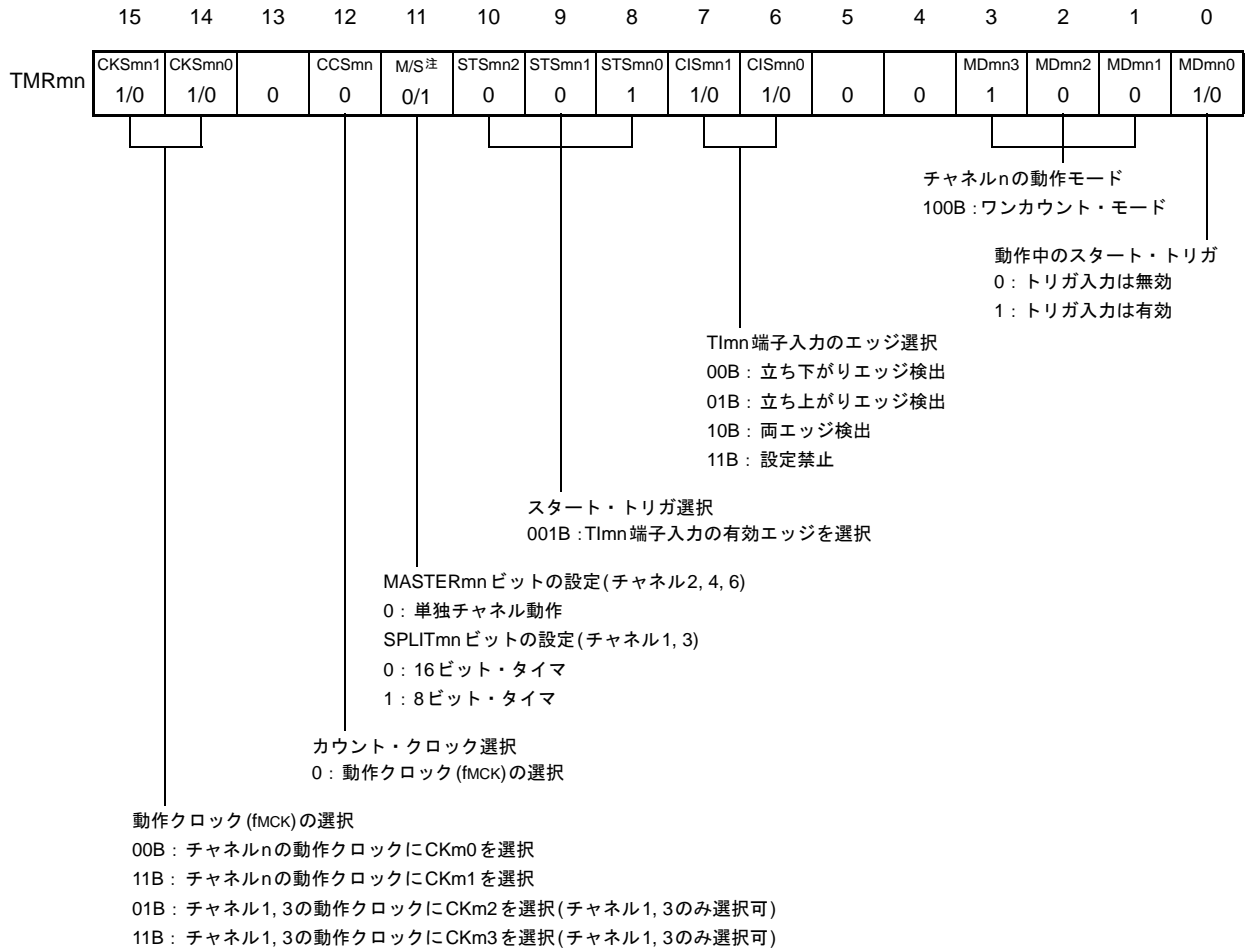 15 14 13 12 11 10 9 8 7 6 5 4 3 2 1 0
TMRmn
CKSmn1 CKSmn0 CCSmn M/S注 STSmn2 STSmn1 STSmn0 CISmn1 CISmn0 MDmn3 MDmn2 MDmn1 MDmn0
1/0 1/0 0 0 0/1 0 0 1 1/0 1/0 0 0 1 0 0 1/0
チャネルnの動作モード
100B：ワンカウント・モード
動作中のスタート・トリガ
0：トリガ入力は無効
1：トリガ入力は有効
TImn端子入力のエッジ選択
00B：立ち下がりエッジ検出
01B：立ち上がりエッジ検出
10B：両エッジ検出
11B：設定禁止
スタート・トリガ選択
001B：TImn端子入力の有効エッジを選択
MASTERmnビットの設定(チャネル2, 4, 6)
0：単独チャネル動作
SPLITmnビットの設定(チャネル1, 3)
0：16ビット・タイマ
1：8ビット・タイマ
カウント・クロック選択
0：動作クロック(fMCK)の選択
動作クロック(fMCK)の選択
00B：チャネルnの動作クロックにCKm0を選択
11B：チャネルnの動作クロックにCKm1を選択
01B：チャネル1, 3の動作クロックにCKm2を選択(チャネル1, 3のみ選択可)
11B：チャネル1, 3の動作クロックにCKm3を選択(チャネル1, 3のみ選択可)